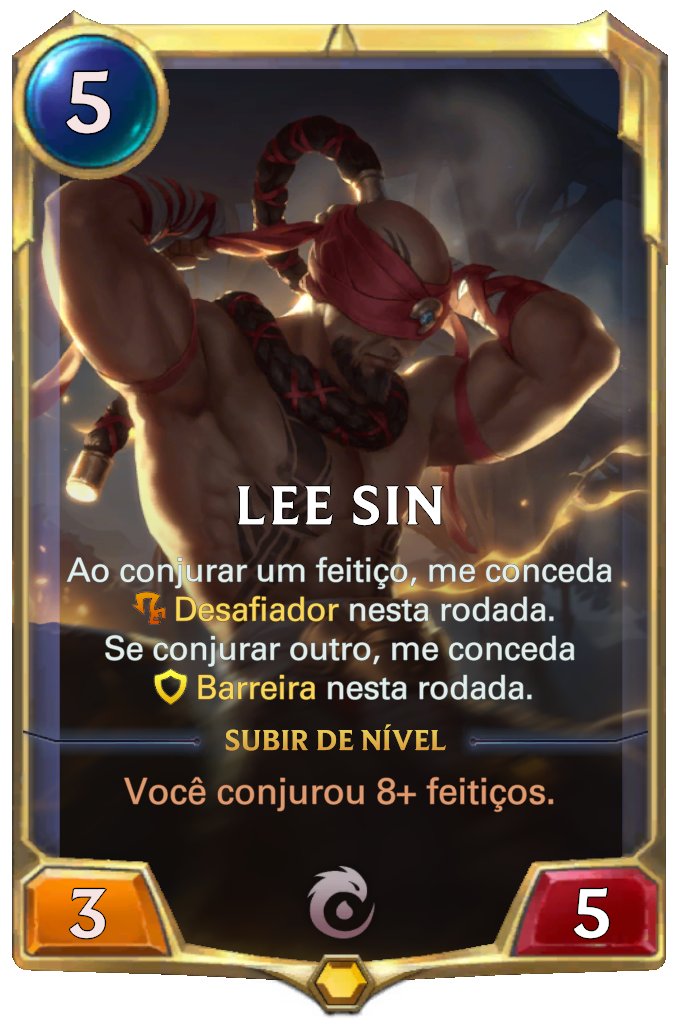 5
LEE SIN
Ao conjurar um feitiço, me conceda
Desafiador nesta rodada.
Se conjurar outro, me conceda
Barreira nesta rodada.
SUBIR DE NÍVEL
Você conjurou 8+ feitiços.
3
5